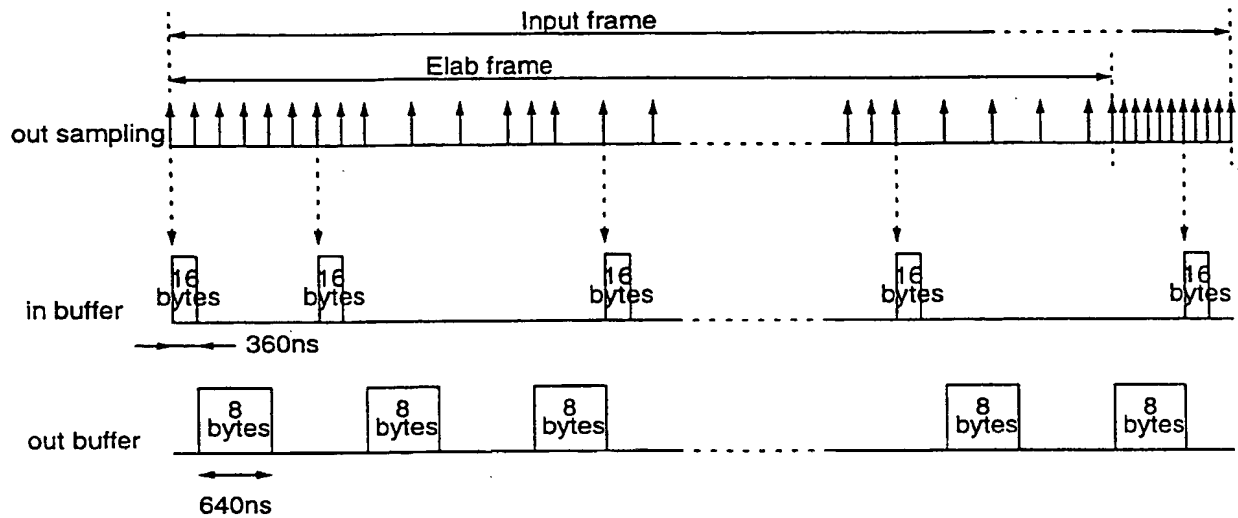 Input frame
Elab frame
out sampling
16
bytes
16
bytes
16
bytes
16
bytes
16
bytes
in buffer
360ns
8
bytes
8
bytes
8
bytes
8
bytes
8
bytes
out buffer
640ns